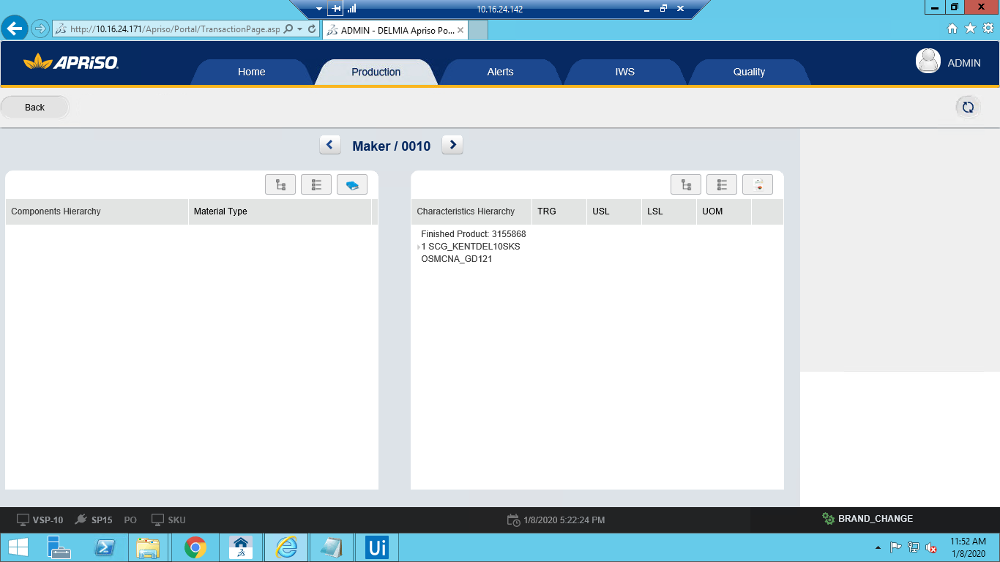 10.16.24.142
http://10.16.24.171/Apriso/Portal/TransactionPage.asp
ADMIN - DELMIA Apriso Po...
APRISO
Home
Production
Alerts
IWS
Quality
ADMIN
Back
Maker / 0010
Components Hierarchy
Material Type
Characteristics Hierarchy
TRG
USL
LSL
UOM
Finished Product: 3155868
1 SCG_KENTDEL10SKS
OSMCNA_GD121
VSP-10
SP15
PO
SKU
1/8/2020 5:22:24 PM
BRAND_CHANGE
Ui
11:52 AM
1/8/2020